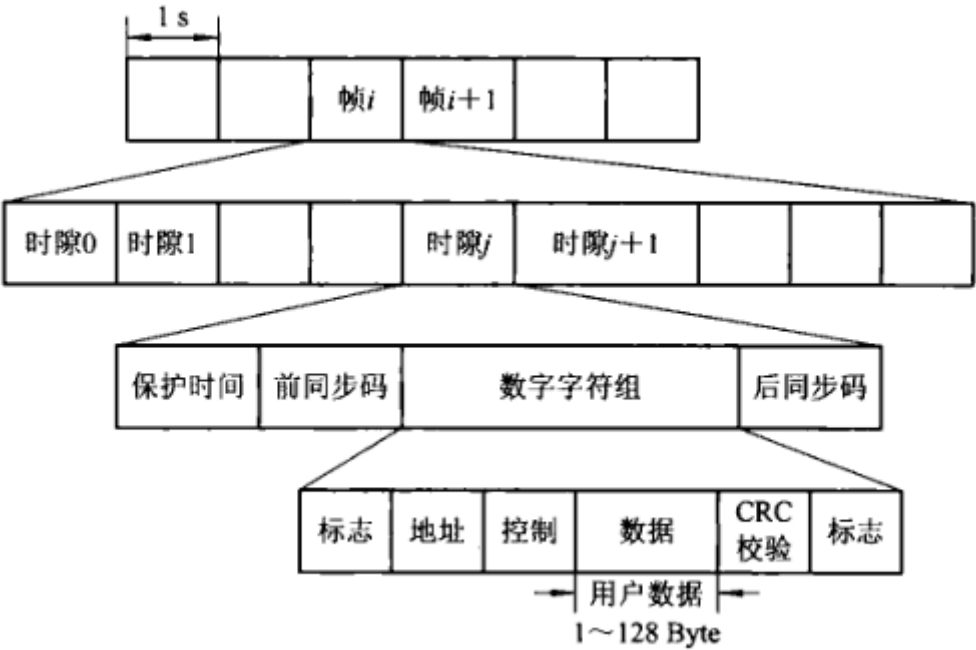 1 s
帧i 帧i+1
时隙0 时隙1 时隙j 时隙j+1
保护时间 前同步码 数字字符组 后同步码
标志 地址 控制 数据 CRC 校验 标志
用户数据
1～128 Byte